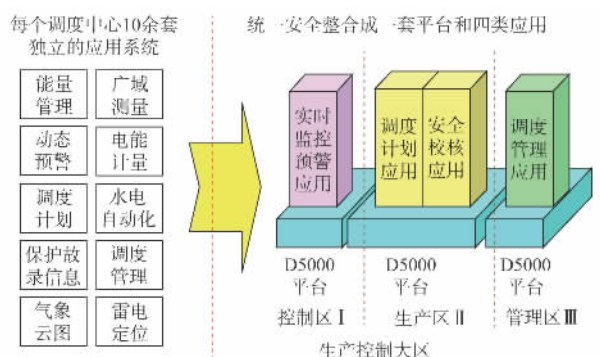 每个调度中心10余套
独立的应用系统
能量
管理
广域
测量
动态
预警
电能
计量
调度
计划
水电
自动化
保护故
录信息
调度
管理
气象
云图
雷电
定位
统一安全整合成一套平台和四类应用
实时
监控
预警
应用
调度
计划
应用
安全
校核
应用
调度
管理
应用
D5000
平台
D5000
平台
D5000
平台
控制区Ⅰ
生产区Ⅱ
管理区Ⅲ
生产控制大区